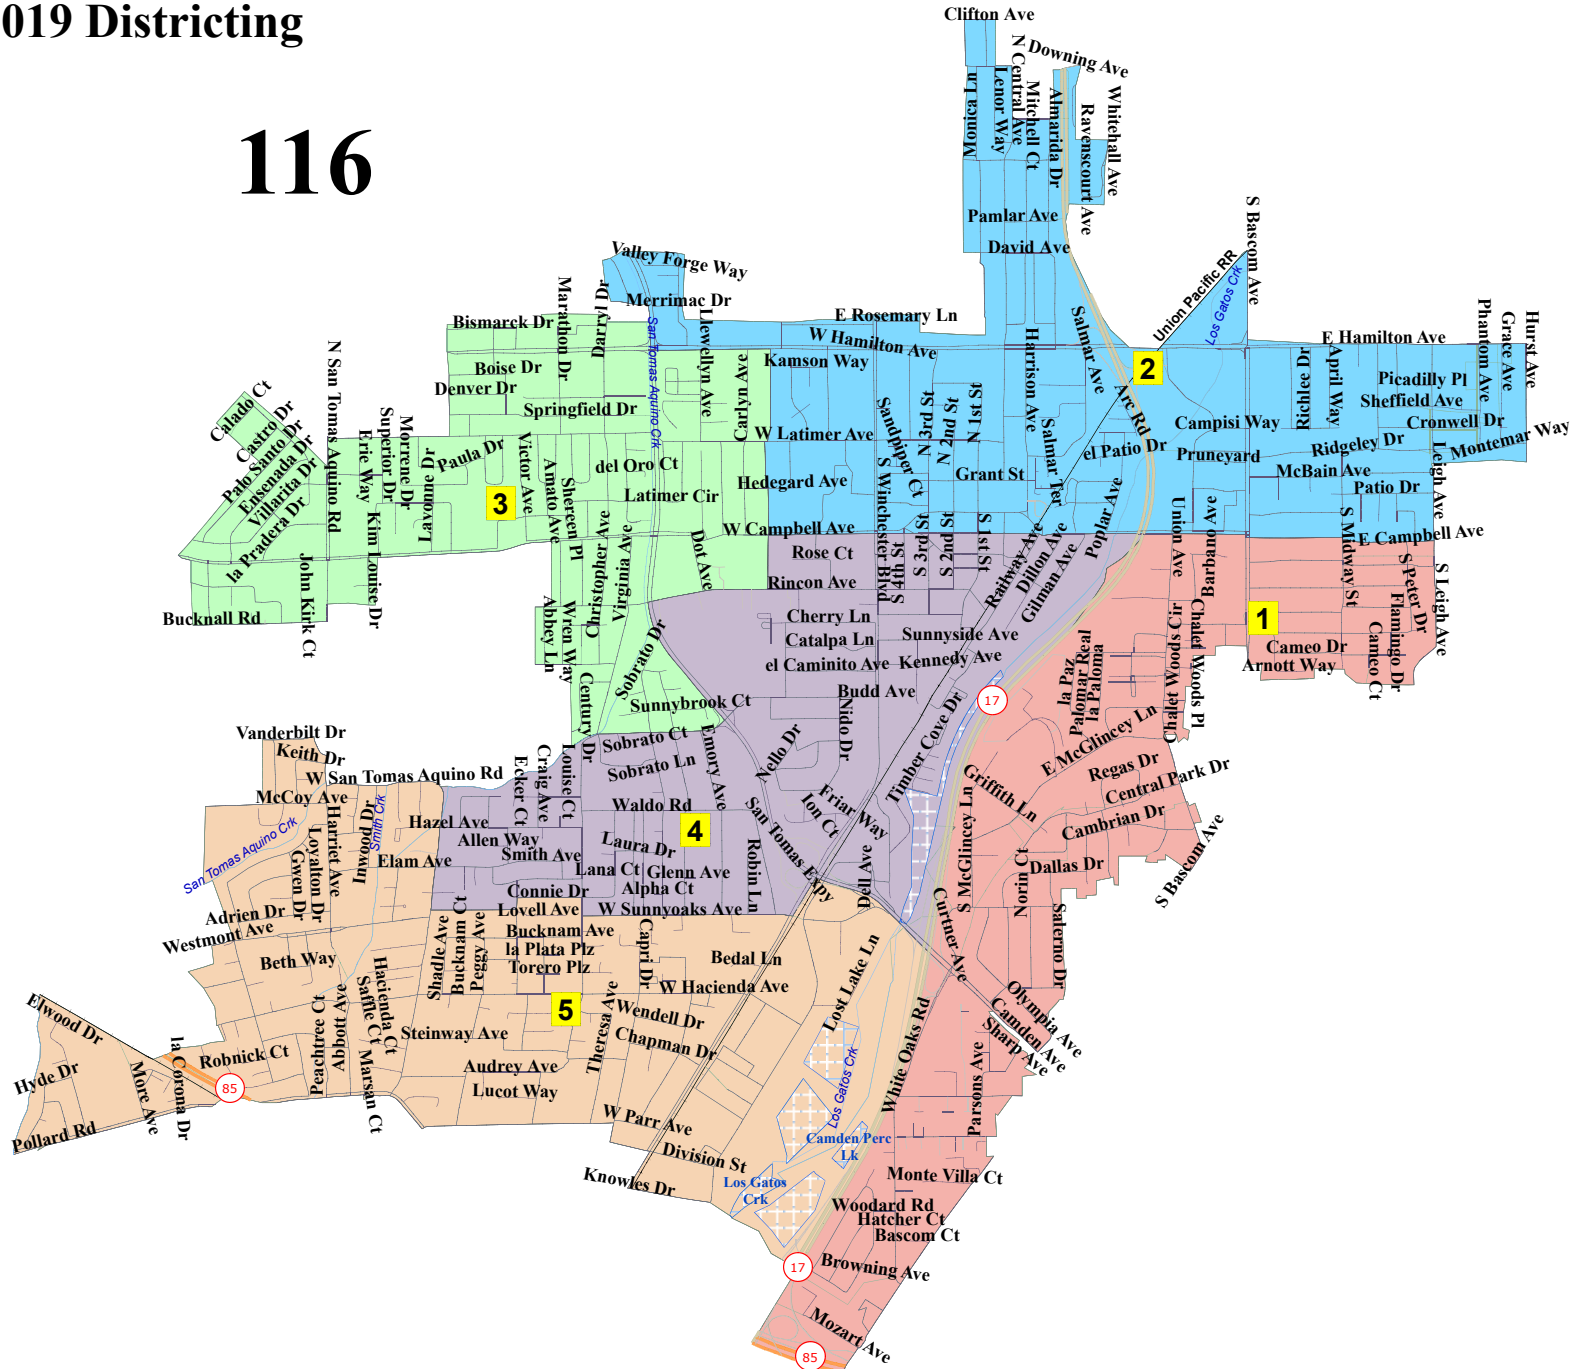 019 Districting
116
Clifton Ave
N Downing Ave
N Central Ave
Monica Ln
Lenor Way
Mitchell Ct
Almarida Dr
Ravenscourt Ave
Whitehall Ave
Pamlar Ave
David Ave
S Bascom Ave
Union Pacific RR
Los Gatos Crk
Valley Forge Way
Merrimac Dr
Marathon Dr
Darryl Dr
Bismarck Dr
E Rosemary Ln
W Hamilton Ave
E Hamilton Ave
Llewellyn Ave
San Tomas Aquino Crk
Carlyn Ave
Kamson Way
Harrison Ave
Salmar Ave
2
Phantom Ave
Grace Ave
Hurst Ave
Richlee Dr
April Way
Picadilly Pl
Sheffield Ave
Cronwell Dr
Montemar Way
N San Tomas Aquino Rd
Boise Dr
Denver Dr
Springfield Dr
Calado Ct
Castro Dr
Palo Santo Dr
Ensenada Dr
Villarita Dr
la Pradera Dr
Erie Way
Superior Dr
Morrene Dr
Lavonne Dr
Paula Dr
Victor Ave
Amato Ave
Shereen Pl
Christopher Ave
Virginia Ave
3
del Oro Ct
Latimer Cir
W Latimer Ave
Hedegard Ave
Sandpiper Ct
N 3rd St
N 2nd St
N 1st St
Grant St
Salmar Ter
Arc Rd
el Patio Dr
Campisi Way
Pruneyard
Ridgeley Dr
McBain Ave
Patio Dr
Leigh Ave
W Campbell Ave
E Campbell Ave
S Winchester Blvd
S 4th St
S 3rd St
S 2nd St
S 1st St
Railway Ave
Dillon Ave
Gilman Ave
Poplar Ave
Union Ave
Barbano Ave
S Midway St
S Peter Dr
Flamingo Dr
S Leigh Ave
Rose Ct
Rincon Ave
Dot Ave
John Kirk Ct
Kim Louise Dr
Bucknall Rd
Abbey Ln
Wren Way
Century Dr
Sobrato Dr
Sunnybrook Ct
Cherry Ln
Catalpa Ln
Sunnyside Ave
el Caminito Ave
Kennedy Ave
Budd Ave
Nido Dr
Nello Dr
Timber Cove Dr
17
la Paz
Palomar Real
la Paloma
Chalet Woods Cir
Chalet Woods Pl
1
Cameo Dr
Arnott Way
Cameo Ct
E McGlincey Ln
Regas Dr
Central Park Dr
Cambrian Dr
Griffith Ln
S McGlincey Ln
Dallas Dr
Norin Ct
S Bascom Ave
Vanderbilt Dr
Keith Dr
W San Tomas Aquino Rd
McCoy Ave
San Tomas Aquino Crk
Smith Crk
Harriet Ave
Inwood Dr
Loyalton Dr
Gwen Dr
Hazel Ave
Elam Ave
Ecker Ct
Craig Ave
Louise Ct
Sobrato Ct
Sobrato Ln
Emory Ave
Waldo Rd
4
Allen Way
Smith Ave
Laura Dr
Lana Ct
Glenn Ave
Alpha Ct
Connie Dr
Robin Ln
San Tomas Expy
Friar Way
Ion Ct
Dell Ave
Lovell Ave
W Sunnyoaks Ave
Adrien Dr
Westmont Ave
Beth Way
Shadle Ave
Bucknam Ct
Peggy Ave
Bucknam Ave
la Plata Plz
Torero Plz
Capri Dr
Bedal Ln
W Hacienda Ave
5
Lost Lake Ln
Curtner Ave
Salerno Dr
Olympia Ave
Camden Ave
Sharp Ave
Elwood Dr
Hyde Dr
More Ave
la Corona Dr
Robnick Ct
85
Pollard Rd
Peachtree Ct
Abbott Ave
Saffle Ct
Hacienda Ct
Marsan Ct
Steinway Ave
Audrey Ave
Lucot Way
Theresa Ave
Wendell Dr
Chapman Dr
W Parr Ave
Division St
Knowles Dr
White Oaks Rd
Los Gatos Crk
Camden Perc
Lk
Los Gatos
Crk
Parsons Ave
Monte Villa Ct
Woodard Rd
Hatcher Ct
Bascom Ct
Browning Ave
17
Mozart Ave
85